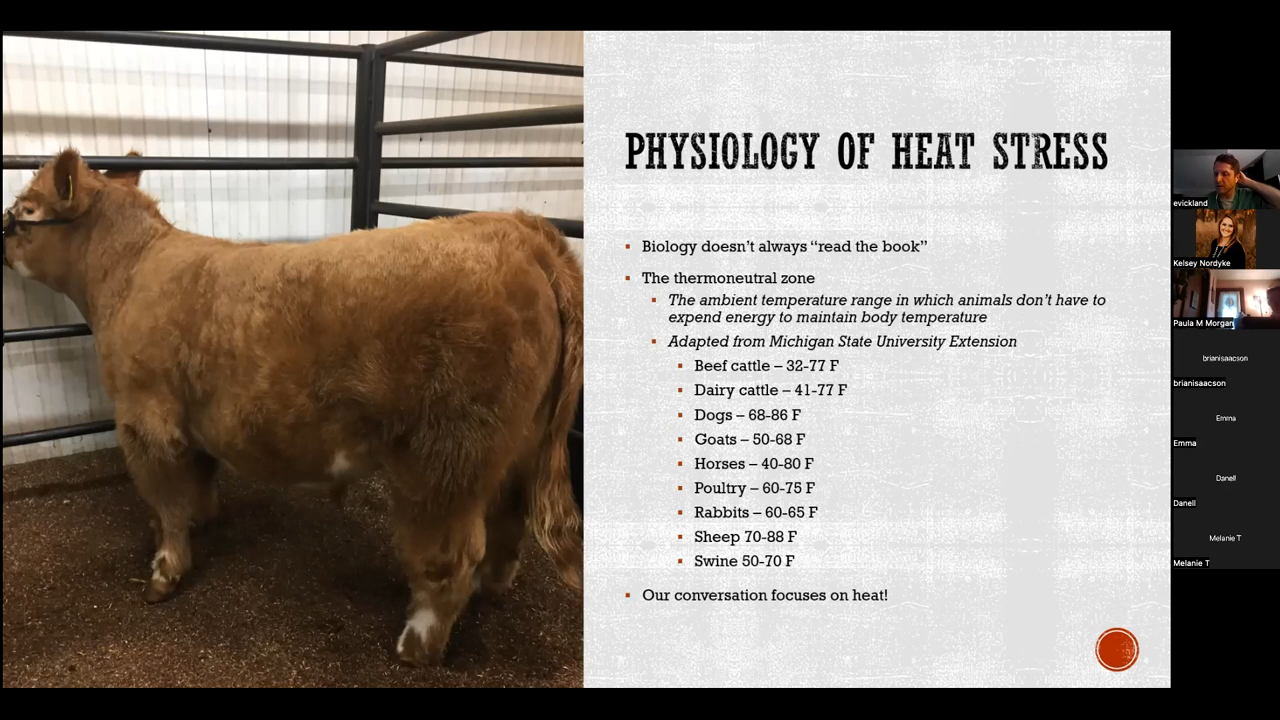 PHYSIOLOGY OF HEAT STRESS
▪ Biology doesn’t always “read the book”
▪ The thermoneutral zone
▪ The ambient temperature range in which animals don’t have to
expend energy to maintain body temperature
▪ Adapted from Michigan State University Extension
▪ Beef cattle – 32-77 F
▪ Dairy cattle – 41-77 F
▪ Dogs – 68-86 F
▪ Goats – 50-68 F
▪ Horses – 40-80 F
▪ Poultry – 60-75 F
▪ Rabbits – 60-65 F
▪ Sheep 70-88 F
▪ Swine 50-70 F
▪ Our conversation focuses on heat!
evickland
Kelsey Nordyke
Paula M Morgan
brianisaacson
brianisaacson
Emma
Emma
Danell
Danell
Melanie T
Melanie T